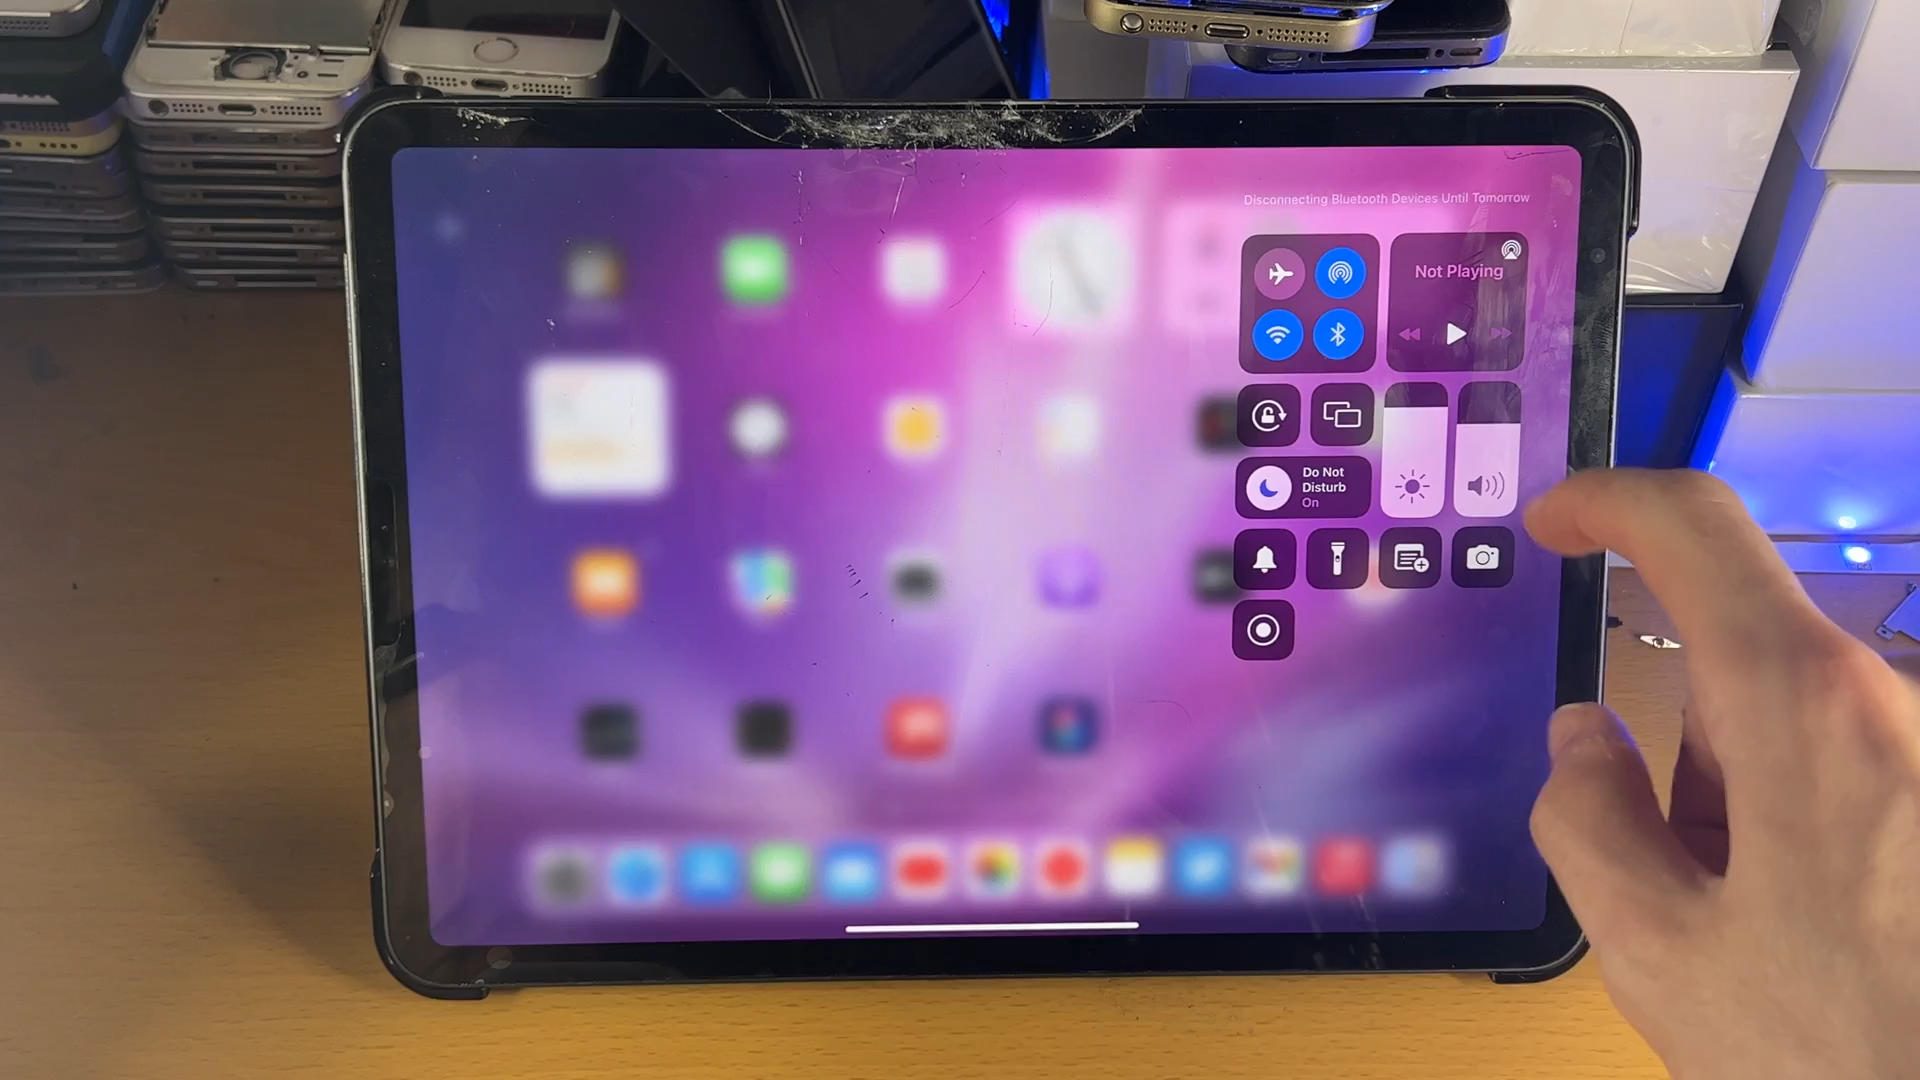 Disconnecting Bluetooth Devices Until Tomorrow
Not Playing
Do Not
Disturb
On